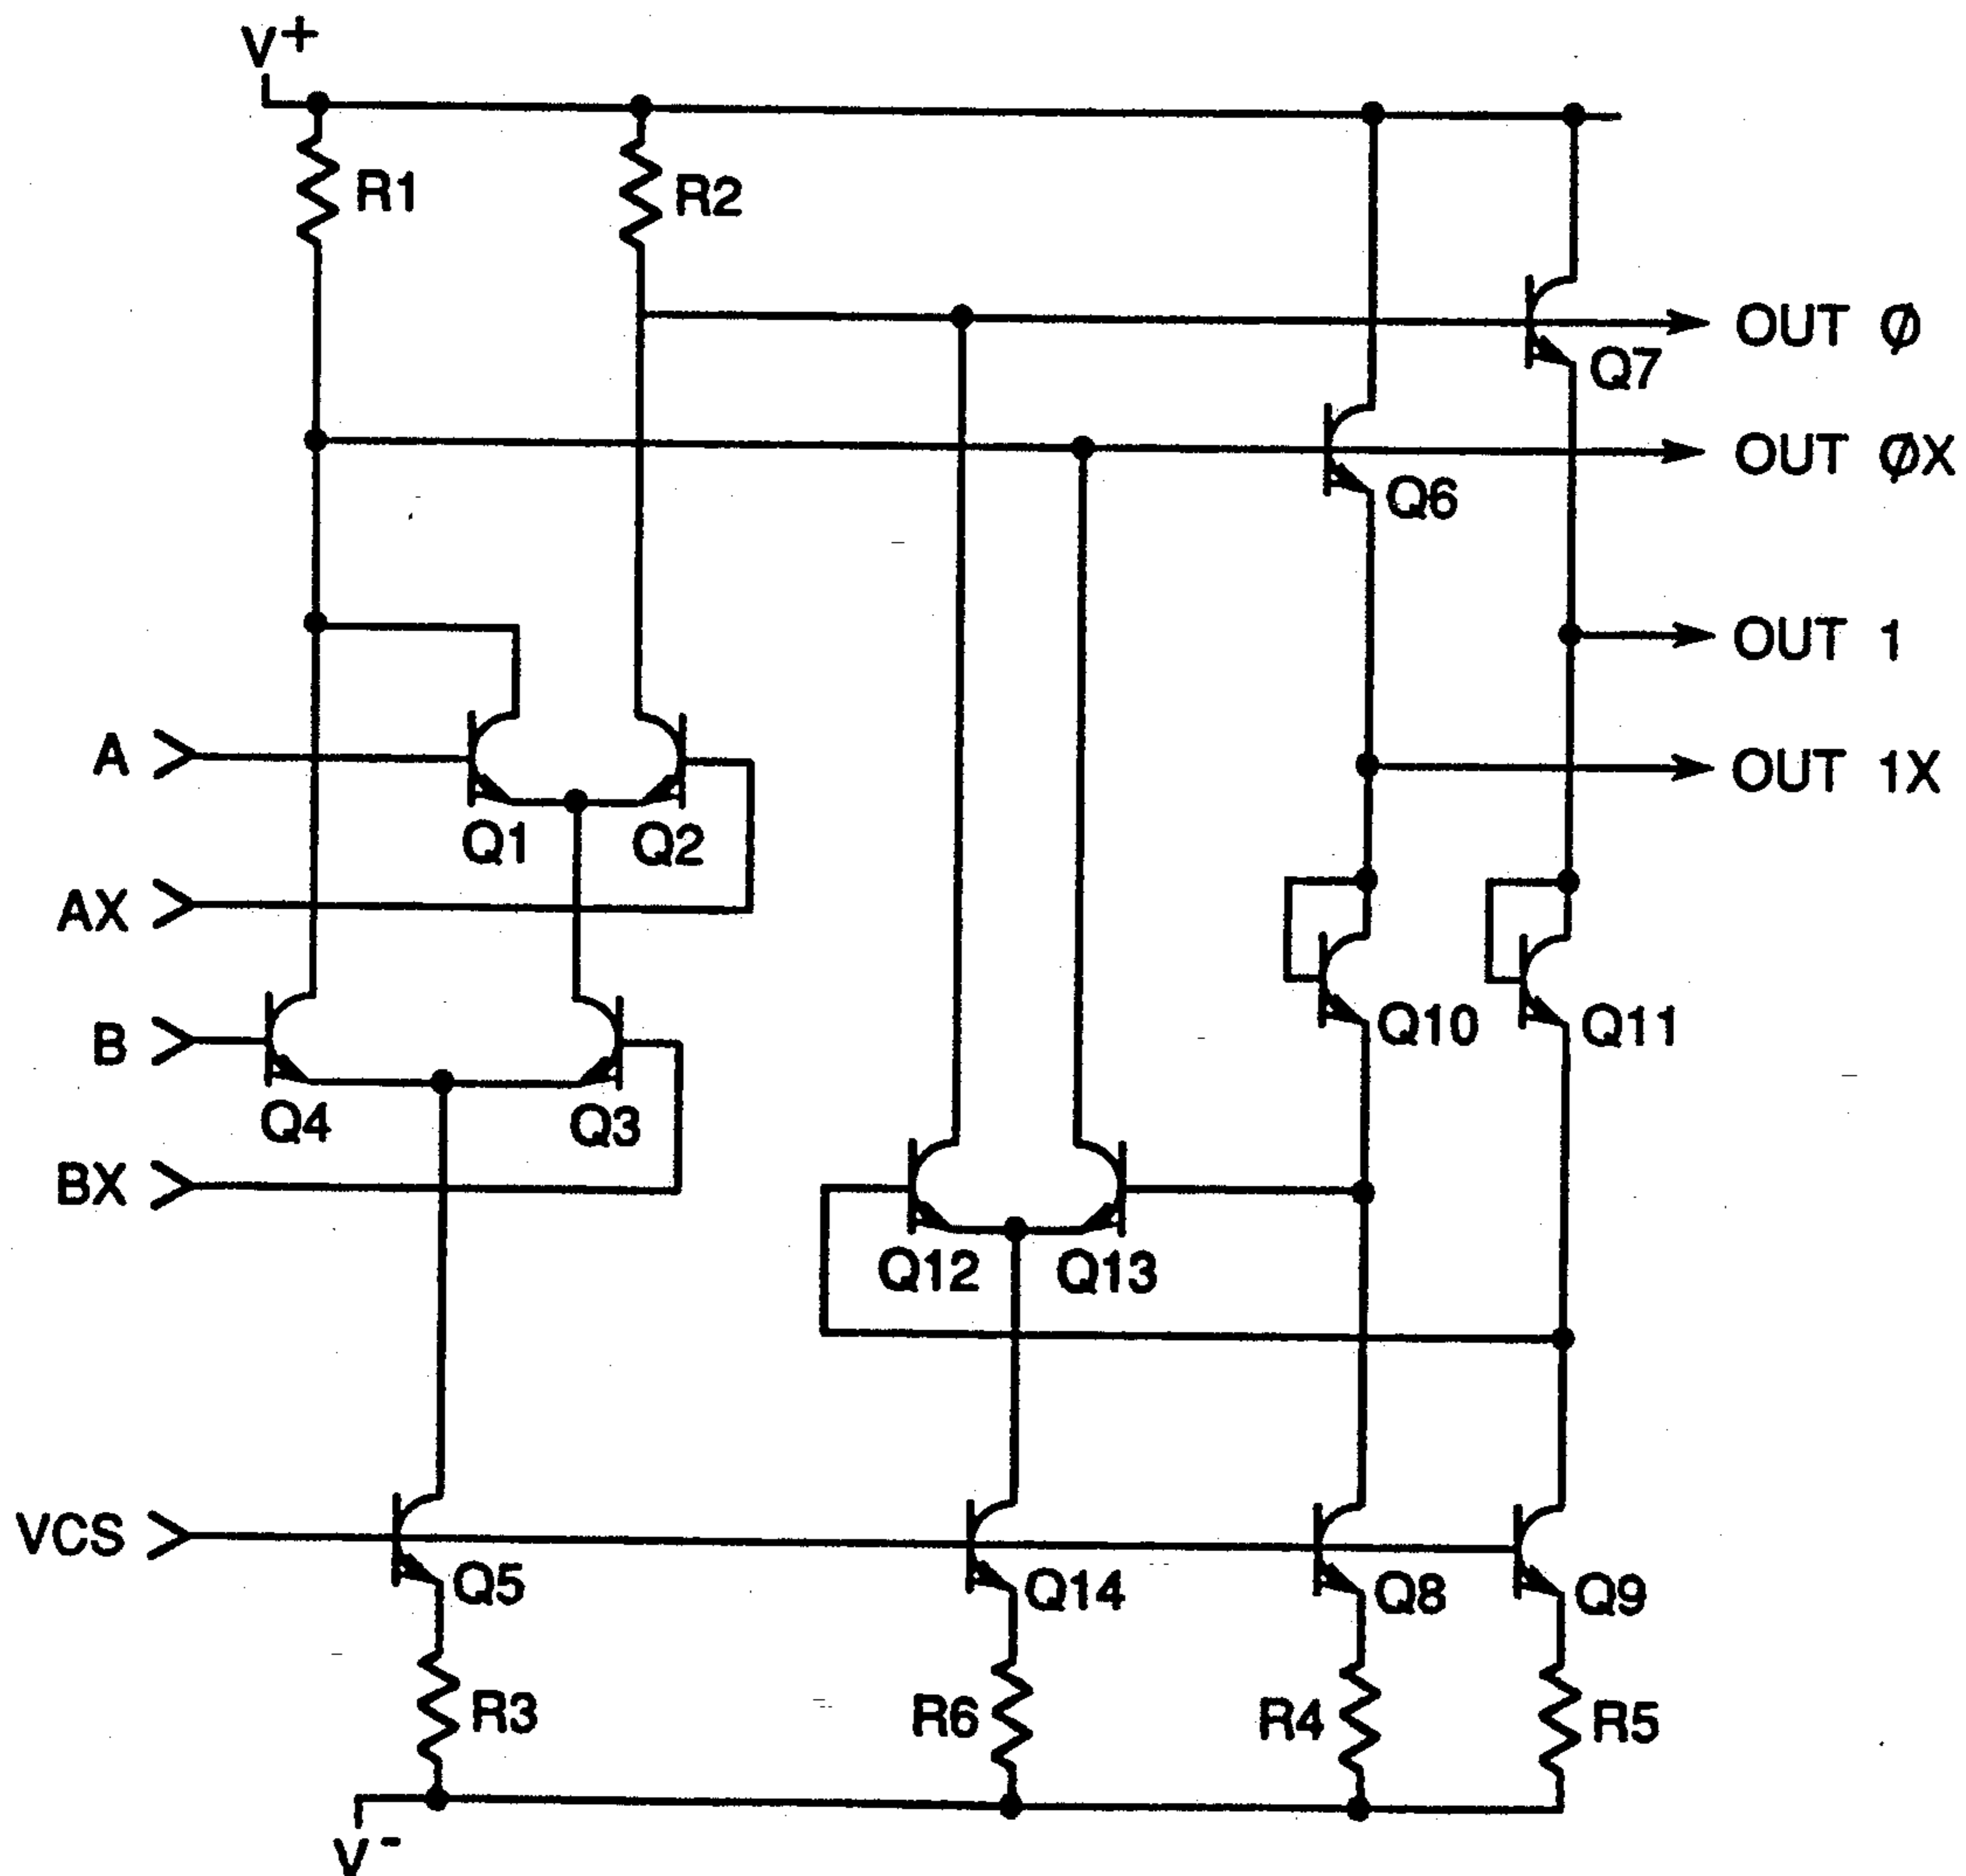 V+
R1
R2
OUT Ø
Q7
OUT ØX
Q6
OUT 1
A
OUT 1X
Q1
Q2
AX
B
Q10
Q11
Q4
Q3
BX
Q12
Q13
VCS
Q5
Q14
Q8
Q9
R3
R6
R4
R5
V-